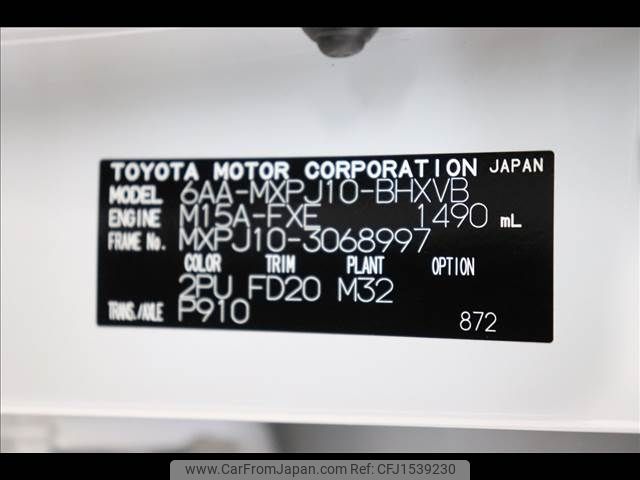 TOYOTA MOTOR CORPORATION JAPAN
MODEL 6AA-MXPJ10-BHXVB
ENGINE M15A-FXE 1490 mL
FRAME No. MXPJ10-3068997
COLOR TRIM PLANT OPTION
2PU FD20 M32
TRANS./AXLE P910 872
www.CarFromJapan.com CFJ1539230